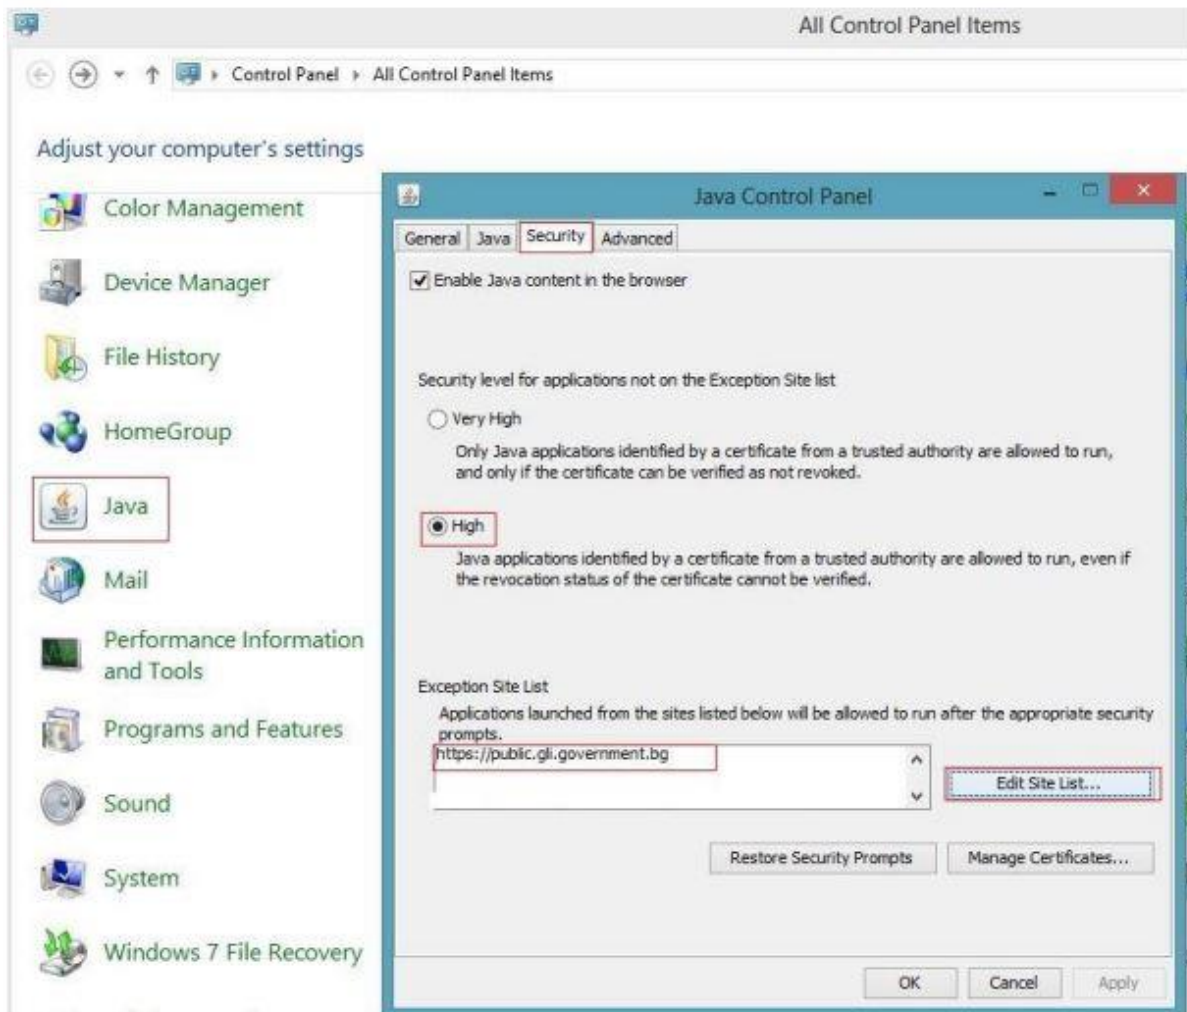 All Control Panel Items
Control Panel
All Control Panel Items
Adjust your computer's settings
Color Management
Device Manager
File History
HomeGroup
Java
Mail
Performance Information
and Tools
Programs and Features
Sound
System
Windows 7 File Recovery
Java Control Panel
General
Java
Security
Advanced
Enable Java content in the browser
Security level for applications not on the Exception Site list
Very High
Only Java applications identified by a certificate from a trusted authority are allowed to run,
and only if the certificate can be verified as not revoked.
High
Java applications identified by a certificate from a trusted authority are allowed to run, even if
the revocation status of the certificate cannot be verified.
Exception Site List
Applications launched from the sites listed below will be allowed to run after the appropriate security
prompts.
https://public.gli.government.bg
Edit Site List...
Restore Security Prompts
Manage Certificates...
OK
Cancel
Apply